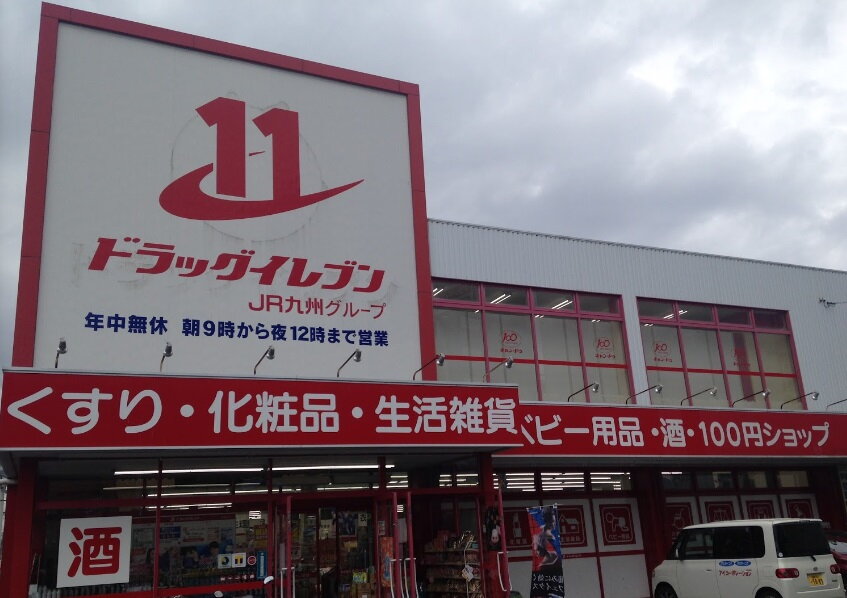 11
ドラッグイレブン
JR九州グループ
年中無休 朝9時から夜12時まで営業
くすり・化粧品・生活雑貨
ベビー用品・酒・100円ショップ
酒